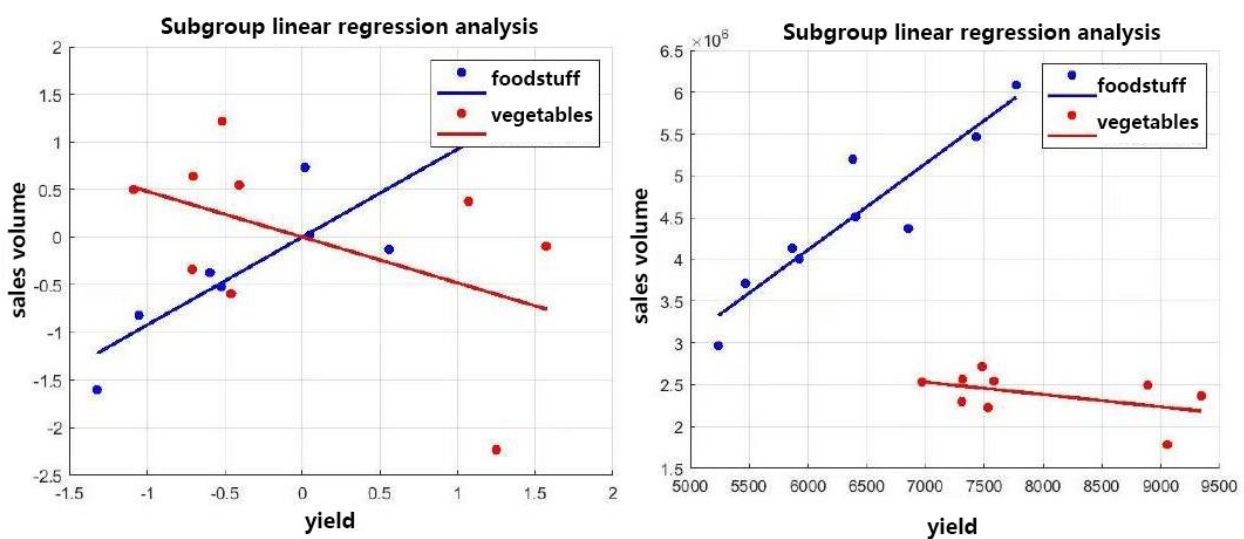 Subgroup linear regression analysis
foodstuff
vegetables
2
1.5
1
0.5
0
-0.5
-1
-1.5
-2
-2.5
sales volume
-1.5 -1 -0.5 0 0.5 1 1.5 2
yield
Subgroup linear regression analysis
×10⁶
foodstuff
vegetables
6.5
6
5.5
5
4.5
4
3.5
3
2.5
2
1.5
sales volume
5000 5500 6000 6500 7000 7500 8000 8500 9000 9500
yield